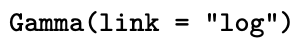 Gamma(link = "log")